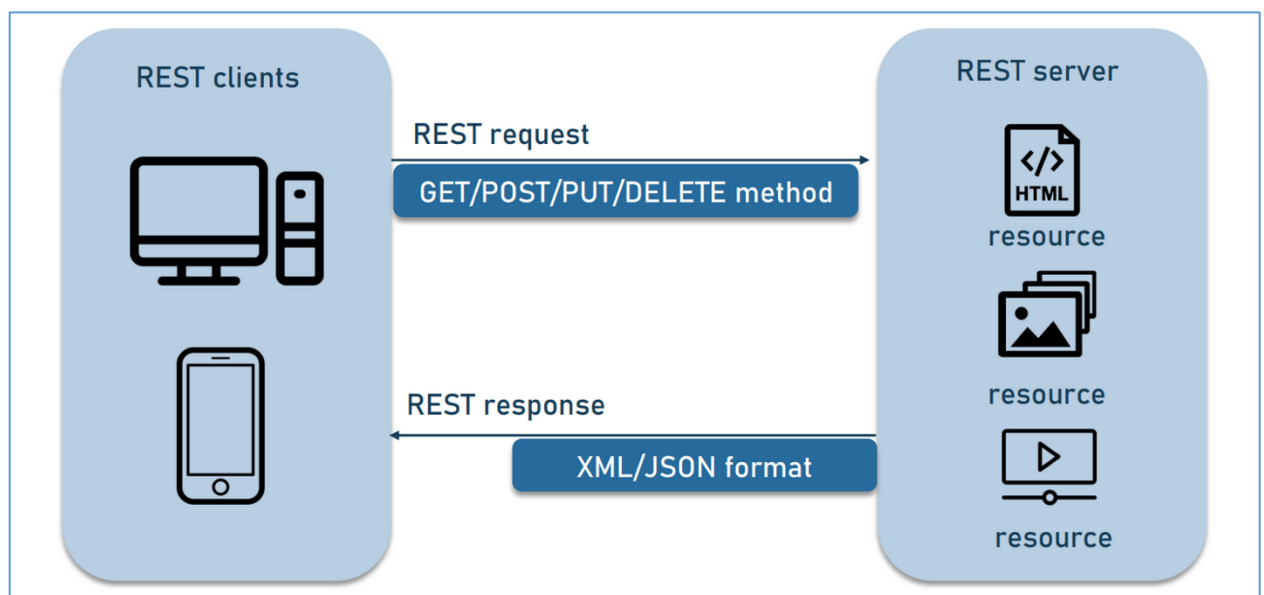 REST clients
REST server
REST request
GET/POST/PUT/DELETE method
</>
HTML
resource
resource
REST response
XML/JSON format
resource